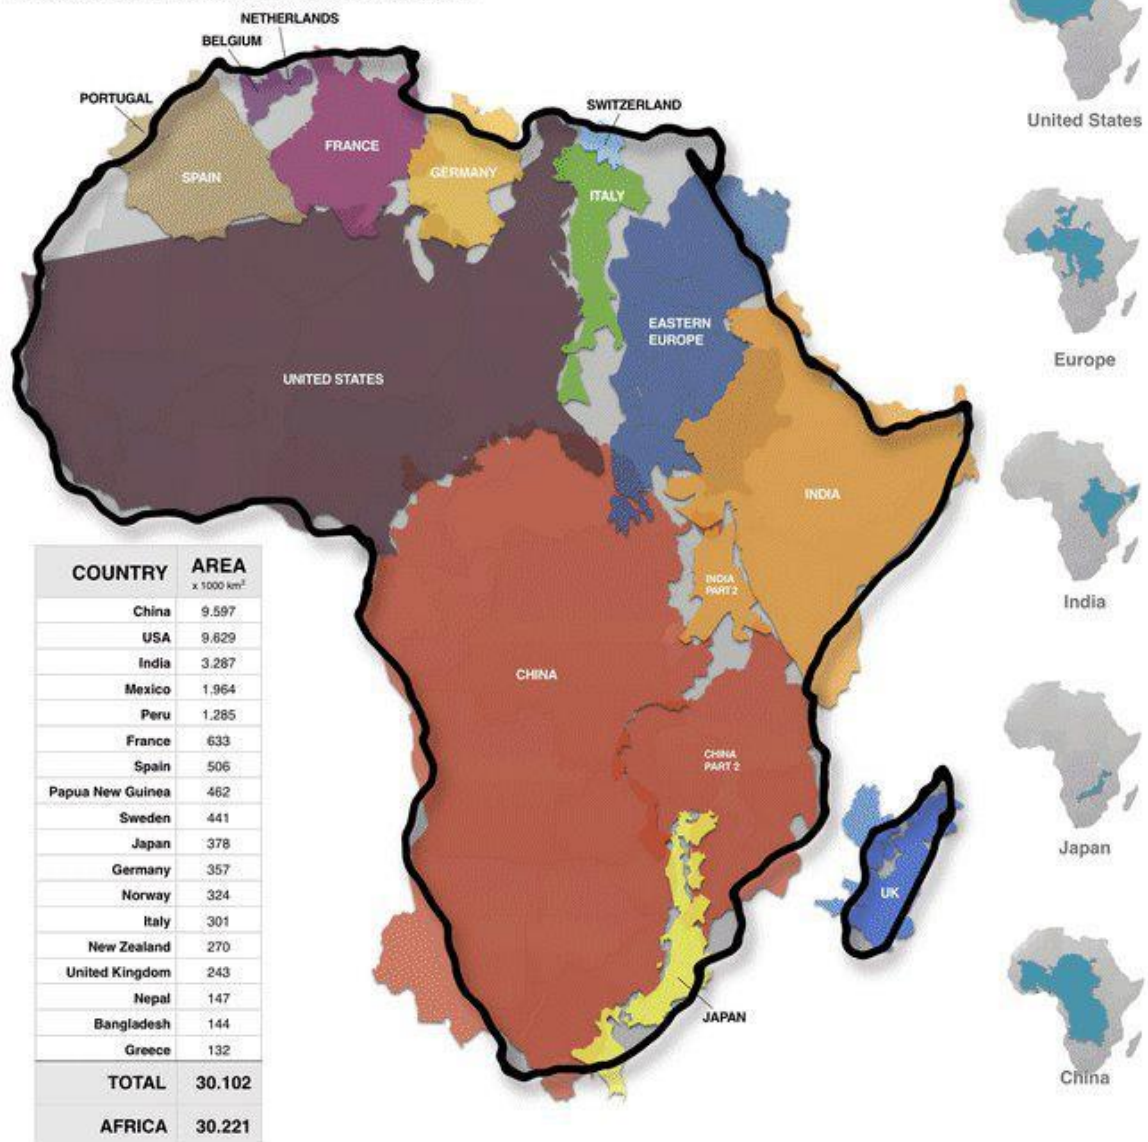 NETHERLANDS
BELGIUM
PORTUGAL
SWITZERLAND
FRANCE
GERMANY
SPAIN
ITALY
EASTERN
EUROPE
UNITED STATES
INDIA
INDIA
PART 2
CHINA
CHINA
PART 2
UK
JAPAN
COUNTRY AREA
x 1000 km²
China 9.597
USA 9.629
India 3.287
Mexico 1.964
Peru 1.285
France 633
Spain 506
Papua New Guinea 462
Sweden 441
Japan 378
Germany 357
Norway 324
Italy 301
New Zealand 270
United Kingdom 243
Nepal 147
Bangladesh 144
Greece 132
TOTAL 30.102
AFRICA 30.221
United States
Europe
India
Japan
China